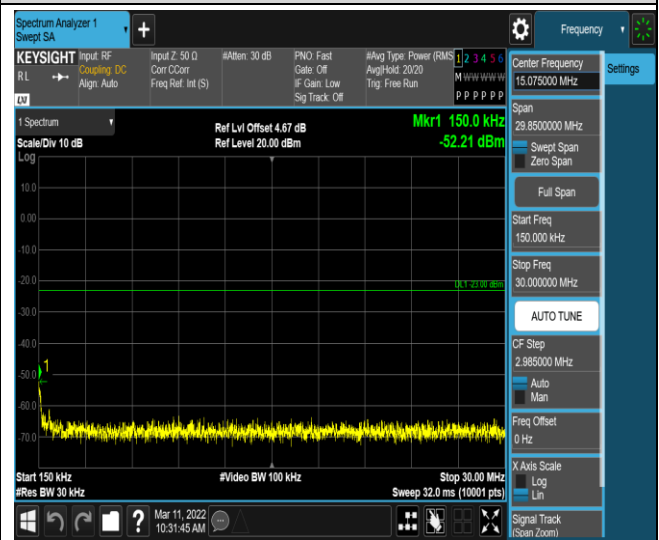 Spectrum Analyzer 1
Swept SA
+
Frequency
KEYSIGHT
RL
LXI
Input: RF
Coupling: DC
Align: Auto
Input Z: 50 Ω
Corr CCorr
Freq Ref: Int (S)
#Atten: 30 dB
PNO: Fast
Gate: Off
IF Gain: Low
Sig Track: Off
#Avg Type: Power (RMS
Avg|Hold: 20/20
Trig: Free Run
1 2 3 4 5 6
M W W W W W
P P P P P P
1 Spectrum
Scale/Div 10 dB
Log
Ref Lvl Offset 4.67 dB
Ref Level 20.00 dBm
Mkr1 150.0 kHz
-52.21 dBm
10.0
0.00
-10.0
-20.0
DL1 -23.00 dBm
-30.0
-40.0
1
-50.0
-60.0
-70.0
Start 150 kHz
#Res BW 30 kHz
#Video BW 100 kHz
Stop 30.00 MHz
Sweep 32.0 ms (10001 pts)
?
Mar 11, 2022
10:31:45 AM
Center Frequency
15.075000 MHz
Settings
Span
29.8500000 MHz
Swept Span
Zero Span
Full Span
Start Freq
150.000 kHz
Stop Freq
30.000000 MHz
AUTO TUNE
CF Step
2.985000 MHz
Auto
Man
Freq Offset
0 Hz
X Axis Scale
Log
Lin
Signal Track
(Span Zoom)